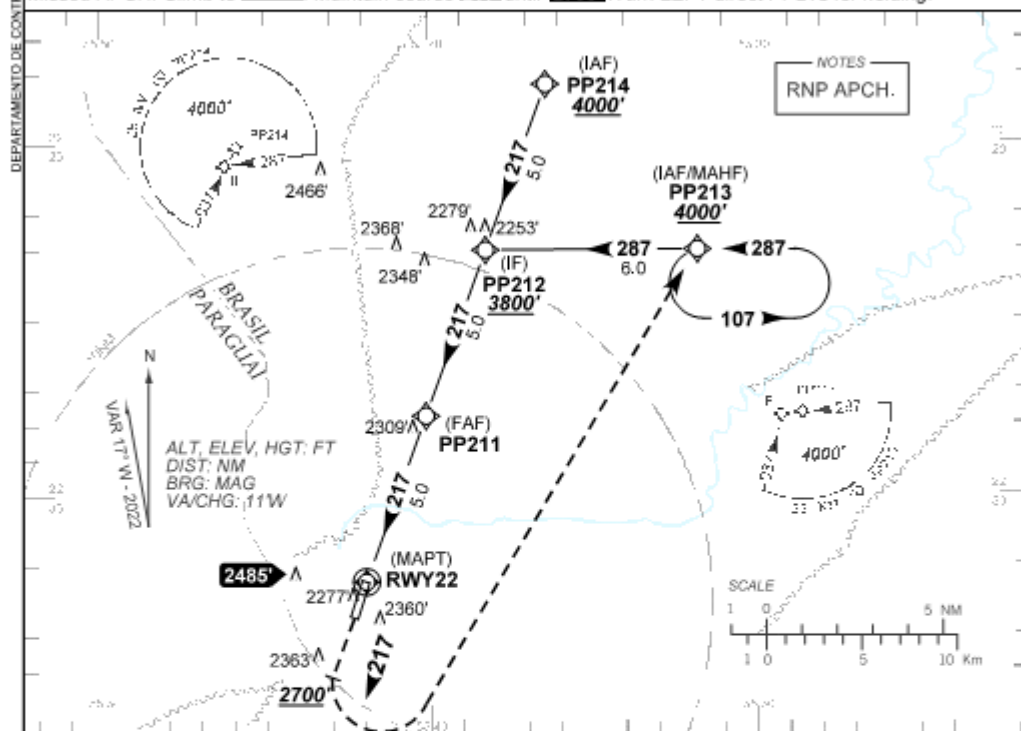 DEPARTAMENTO DE CONT
(IAF)
PP214
4000'
NOTES
RNP APCH.
4000'
PP214
287
2466'
217
5.0
(IAF/MAHF)
PP213
4000'
2279'
2253'
2368'
2348'
287
6.0
287
107
(IF)
PP212
3800'
BRASIL
PARAGUAI
217
5.0
N
VAR 17° W - 2022
ALT, ELEV, HGT: FT
DIST: NM
BRG: MAG
VA/CHG: 11'W
2309'
(FAF)
PP211
287
4000'
217
5.0
(MAPT)
RWY22
2485'
2277'
2360'
2363'
217
2700'
SCALE
1 0 5 NM
1 0 5 10 Km